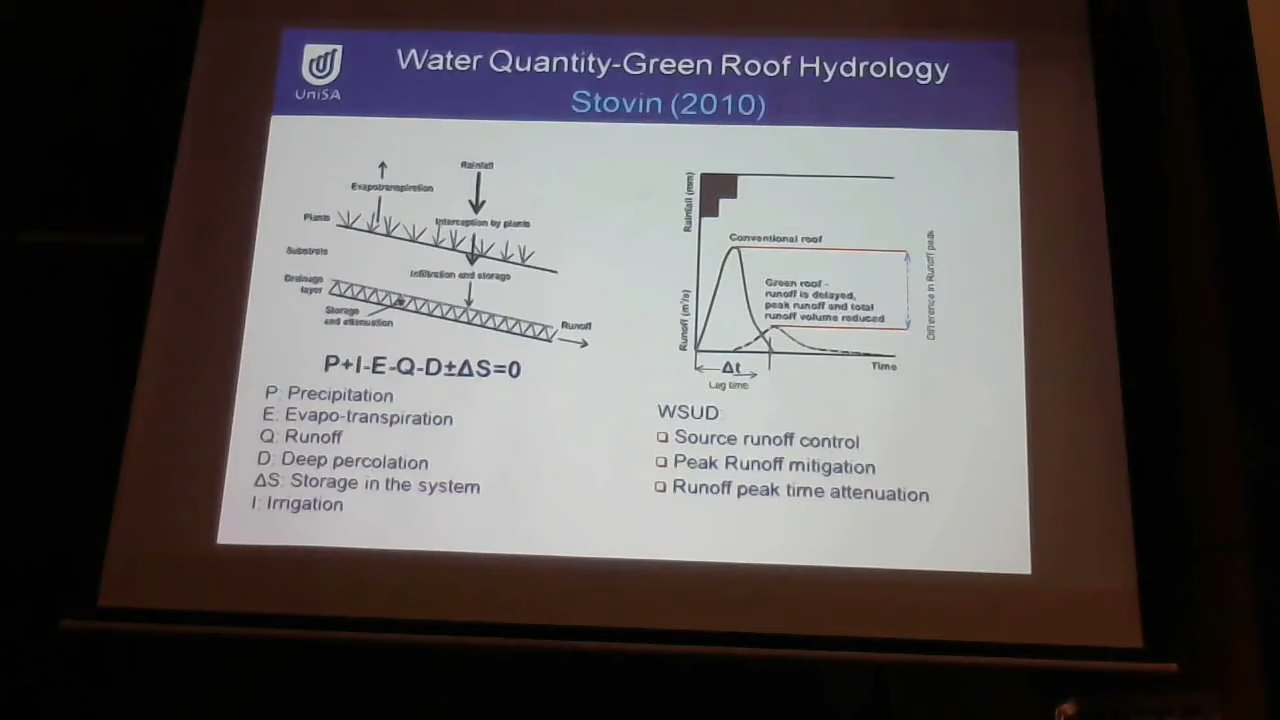 UniSA
Water Quantity-Green Roof Hydrology
Stovin (2010)
Rainfall
Evapotranspiration
Plants
Interception by plants
Substrate
Infiltration and storage
Drainage
layer
Storage
and attenuation
Runoff
P+I-E-Q-D±ΔS=0
P: Precipitation
E: Evapo-transpiration
Q: Runoff
D: Deep percolation
ΔS: Storage in the system
I: Irrigation
Rainfall (mm)
Conventional roof
Green roof -
runoff is delayed,
peak runoff and total
runoff volume reduced
Difference in Runoff peak
Runoff (m³/s)
Time
Δt
Lag time
WSUD:
Source runoff control
Peak Runoff mitigation
Runoff peak time attenuation